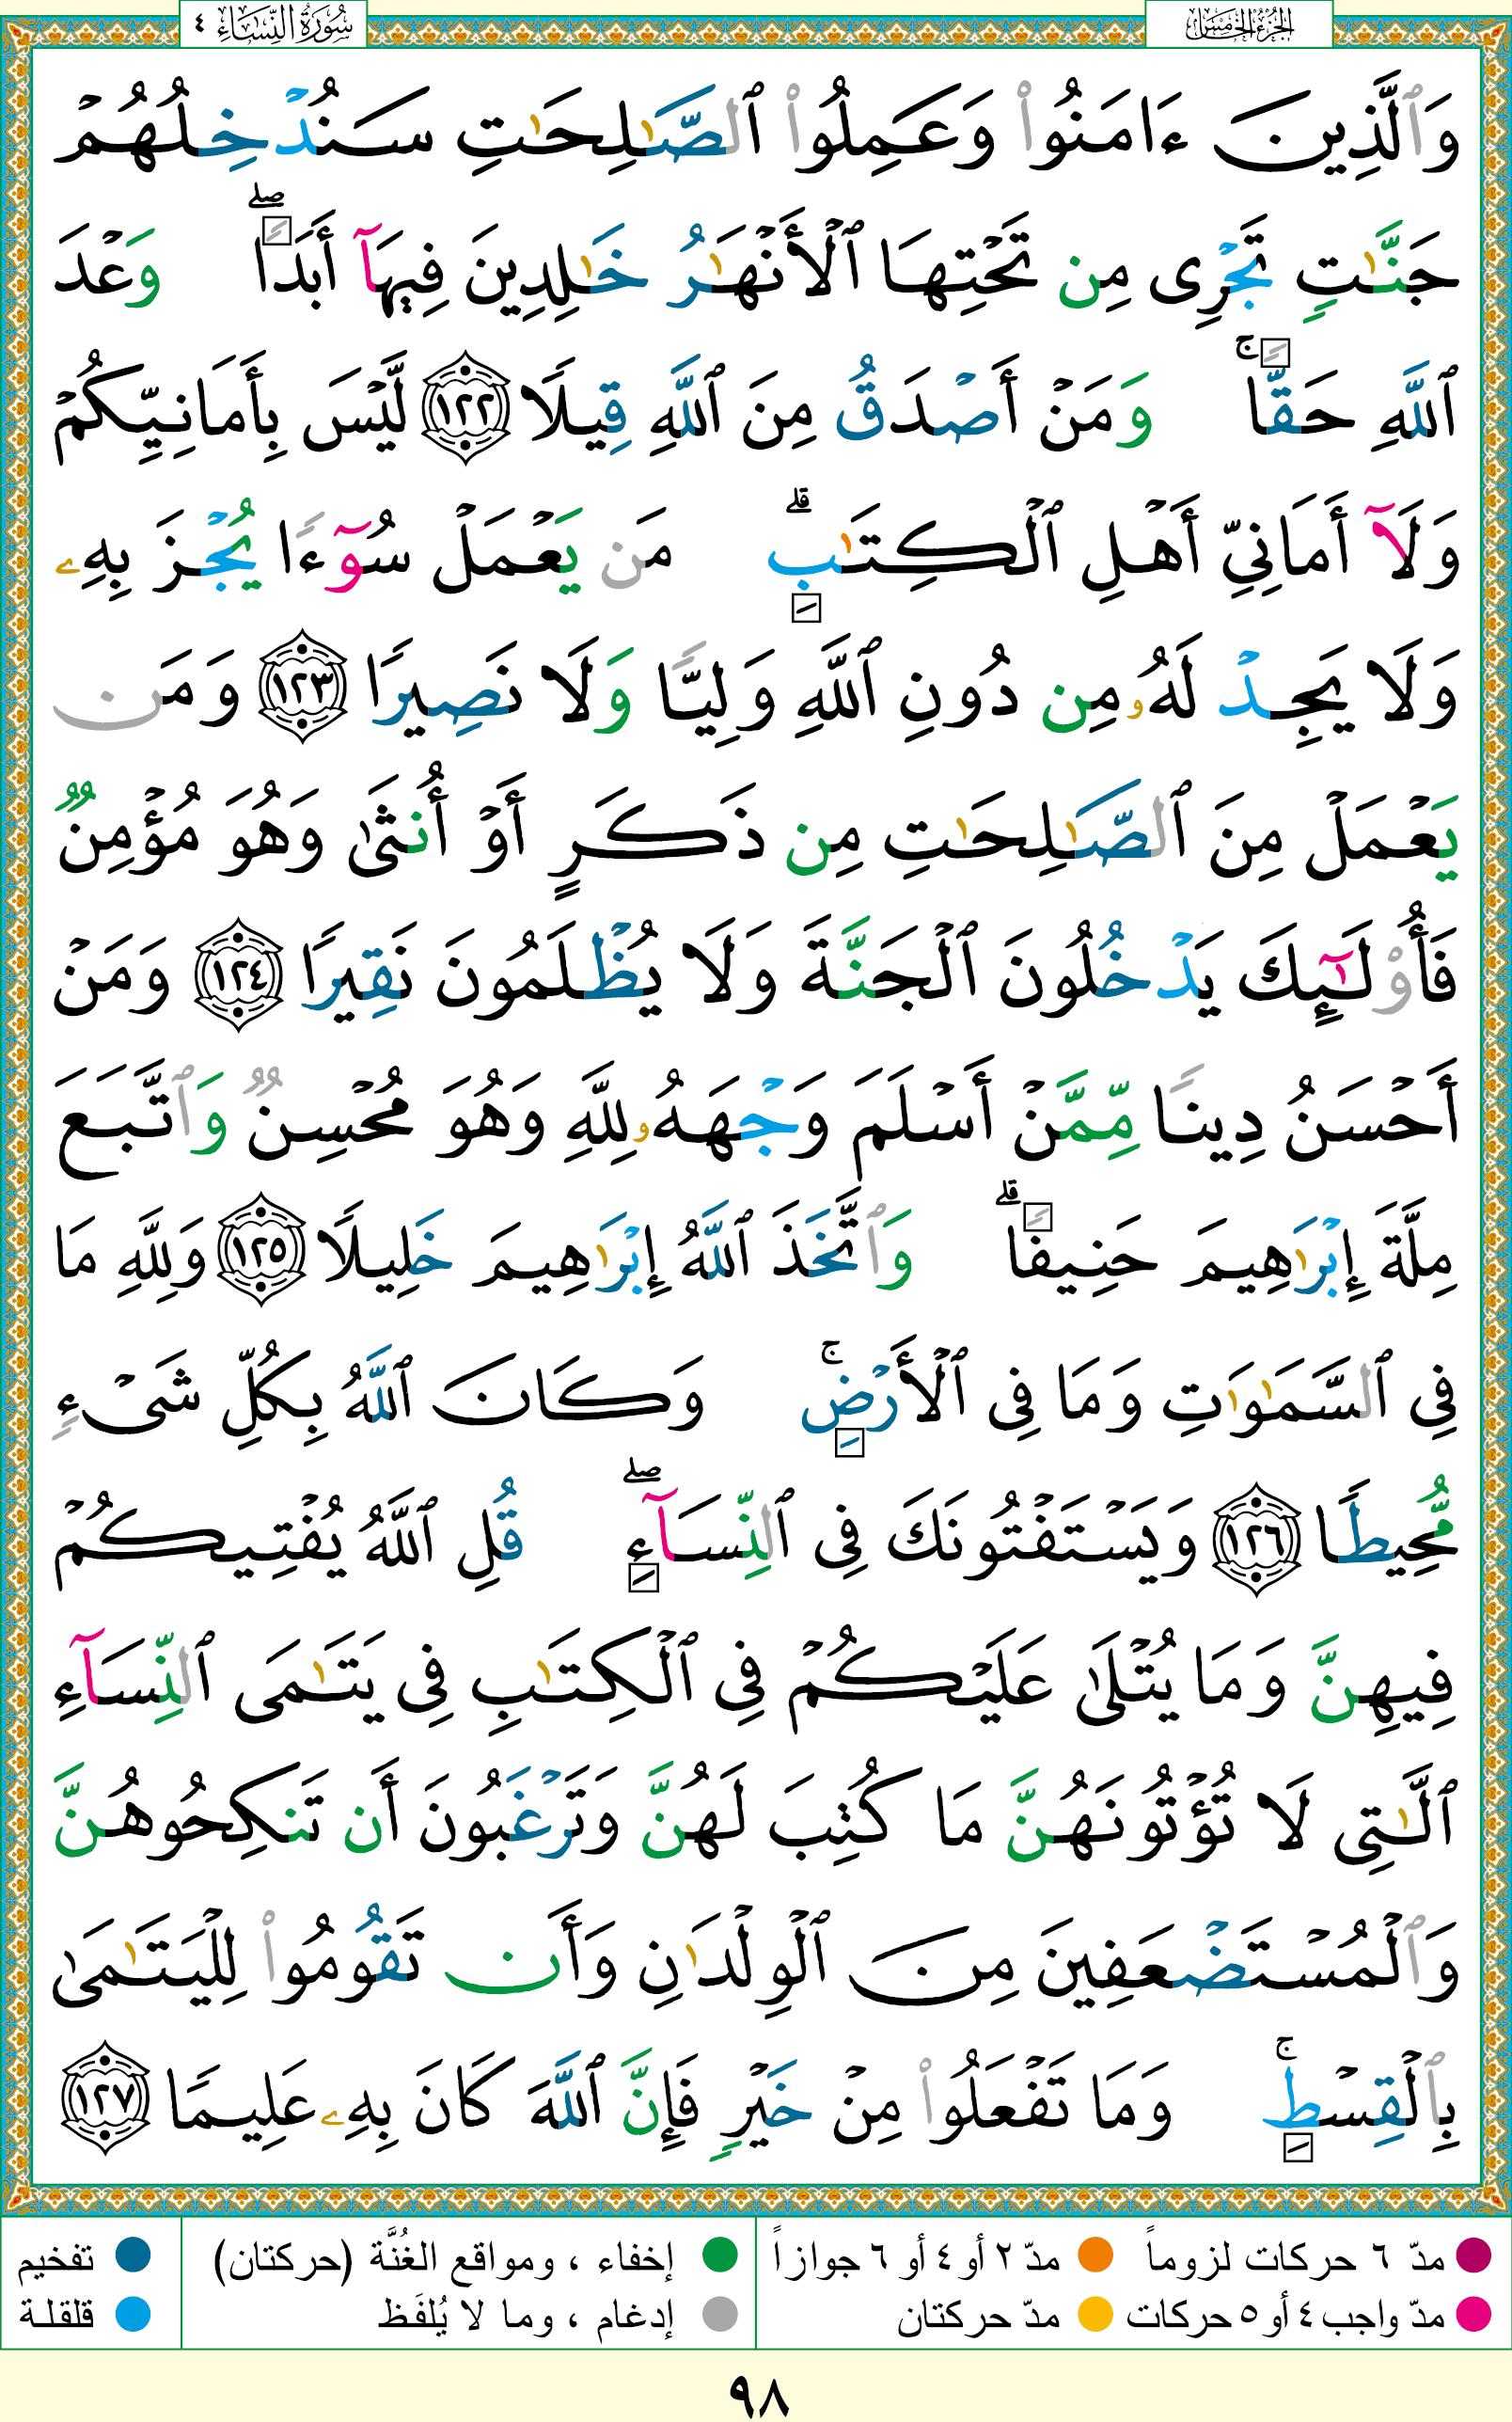 الجزء الخامس
سُورَةُ النِّسَاءِ ٤
وَٱلَّذِينَ ءَامَنُوا۟ وَعَمِلُوا۟ ٱلصَّـٰلِحَـٰتِ سَنُدْخِلُهُمْ
جَنَّـٰتٍ تَجْرِى مِن تَحْتِهَا ٱلْأَنْهَـٰرُ خَـٰلِدِينَ فِيهَآ أَبَدًا ۖ وَعْدَ
ٱللَّهِ حَقًّا ۚ وَمَنْ أَصْدَقُ مِنَ ٱللَّهِ قِيلًا ١٢٢ لَّيْسَ بِأَمَانِيِّكُمْ
وَلَآ أَمَانِىِّ أَهْلِ ٱلْكِتَـٰبِ ۗ مَن يَعْمَلْ سُوٓءًا يُجْزَ بِهِۦ
وَلَا يَجِدْ لَهُۥ مِن دُونِ ٱللَّهِ وَلِيًّا وَلَا نَصِيرًا ١٢٣ وَمَن
يَعْمَلْ مِنَ ٱلصَّـٰلِحَـٰتِ مِن ذَكَرٍ أَوْ أُنثَىٰ وَهُوَ مُؤْمِنٌ
فَأُو۟لَـٰٓئِكَ يَدْخُلُونَ ٱلْجَنَّةَ وَلَا يُظْلَمُونَ نَقِيرًا ١٢٤ وَمَنْ
أَحْسَنُ دِينًا مِّمَّنْ أَسْلَمَ وَجْهَهُۥ لِلَّهِ وَهُوَ مُحْسِنٌ وَٱتَّبَعَ
مِلَّةَ إِبْرَٰهِيمَ حَنِيفًا ۗ وَٱتَّخَذَ ٱللَّهُ إِبْرَٰهِيمَ خَلِيلًا ١٢٥ وَلِلَّهِ مَا
فِى ٱلسَّمَـٰوَٰتِ وَمَا فِى ٱلْأَرْضِ ۚ وَكَانَ ٱللَّهُ بِكُلِّ شَىْءٍ
مُّحِيطًا ١٢٦ وَيَسْتَفْتُونَكَ فِى ٱلنِّسَآءِ ۖ قُلِ ٱللَّهُ يُفْتِيكُمْ
فِيهِنَّ وَمَا يُتْلَىٰ عَلَيْكُمْ فِى ٱلْكِتَـٰبِ فِى يَتَـٰمَى ٱلنِّسَآءِ
ٱلَّـٰتِى لَا تُؤْتُونَهُنَّ مَا كُتِبَ لَهُنَّ وَتَرْغَبُونَ أَن تَنكِحُوهُنَّ
وَٱلْمُسْتَضْعَفِينَ مِنَ ٱلْوِلْدَٰنِ وَأَن تَقُومُوا۟ لِلْيَتَـٰمَىٰ
بِٱلْقِسْطِ ۚ وَمَا تَفْعَلُوا۟ مِنْ خَيْرٍ فَإِنَّ ٱللَّهَ كَانَ بِهِۦ عَلِيمًا ١٢٧
مدّ ٦ حركات لزوماً مدّ ٢ أو ٤ أو ٦ جوازاً إخفاء ، ومواقع الغُنَّة (حركتان) تفخيم
مدّ واجب ٤ أو ٥ حركات مدّ حركتان إدغام ، وما لا يُلفَظ قلقلة
٩٨